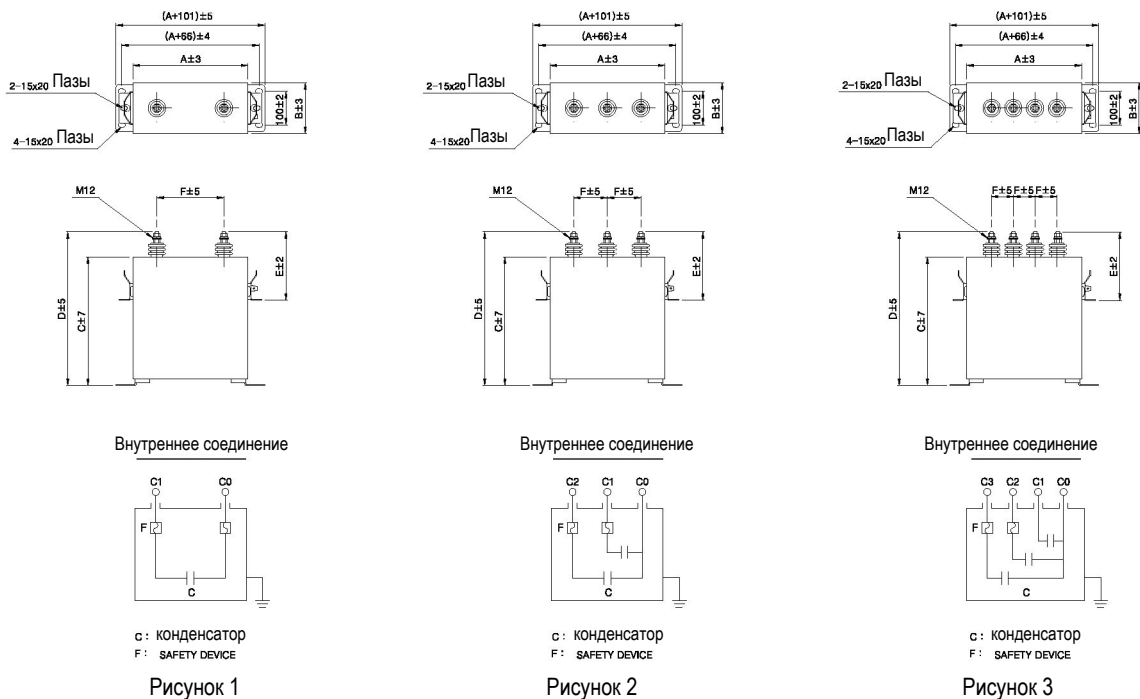 (A+101)±5
(A+66)±4
A±3
2-15x20 Пазы
4-15x20 Пазы
100±2
B±3
M12
F±5
D±5
C±7
E±2
Внутреннее соединение
C1 C0
F
C
C: конденсатор
F: SAFETY DEVICE
Рисунок 1
(A+101)±5
(A+66)±4
A±3
2-15x20 Пазы
4-15x20 Пазы
100±2
B±3
M12
F±5 F±5
D±5
C±7
E±2
Внутреннее соединение
C2 C1 C0
F
C
C: конденсатор
F: SAFETY DEVICE
Рисунок 2
(A+101)±5
(A+66)±4
A±3
2-15x20 Пазы
4-15x20 Пазы
100±2
B±3
M12
F±5 F±5 F±5
D±5
C±7
E±2
Внутреннее соединение
C3 C2 C1 C0
F
C
C: конденсатор
F: SAFETY DEVICE
Рисунок 3